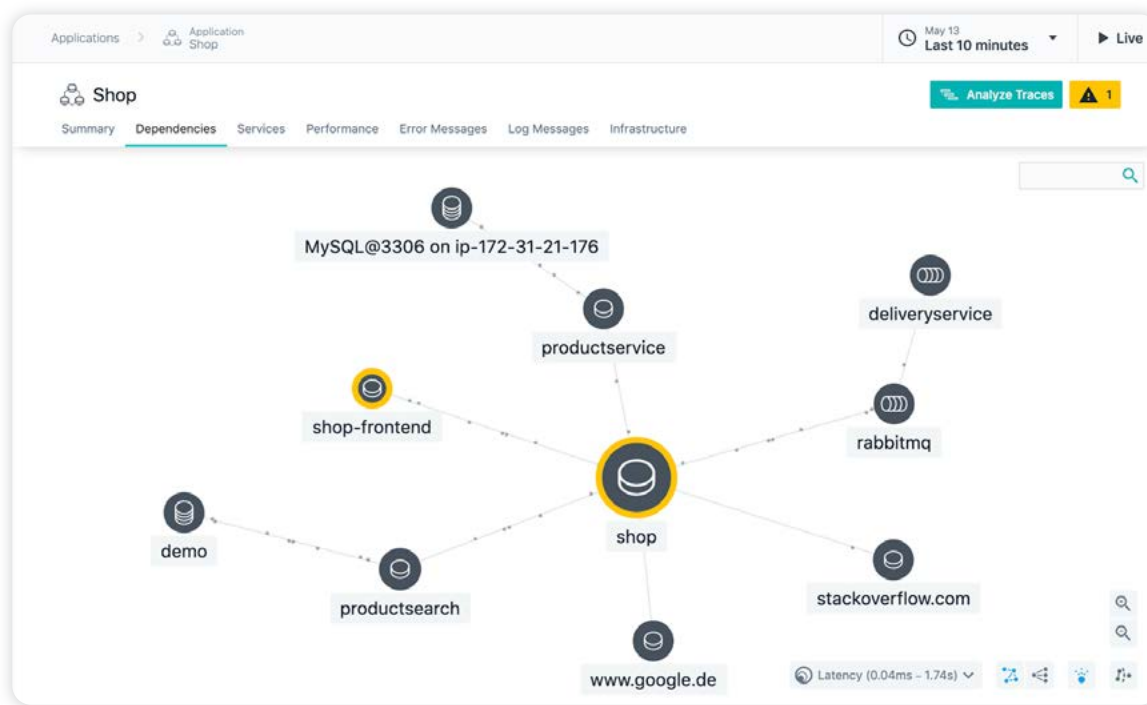 Applications
Application
Shop
May 13
Last 10 minutes
Live
Shop
Analyze Traces
1
Summary Dependencies Services Performance Error Messages Log Messages Infrastructure
MySQL@3306 on ip-172-31-21-176
deliveryservice
productservice
shop-frontend
rabbitmq
shop
demo
productsearch
stackoverflow.com
www.google.de
Latency (0.04ms – 1.74s)